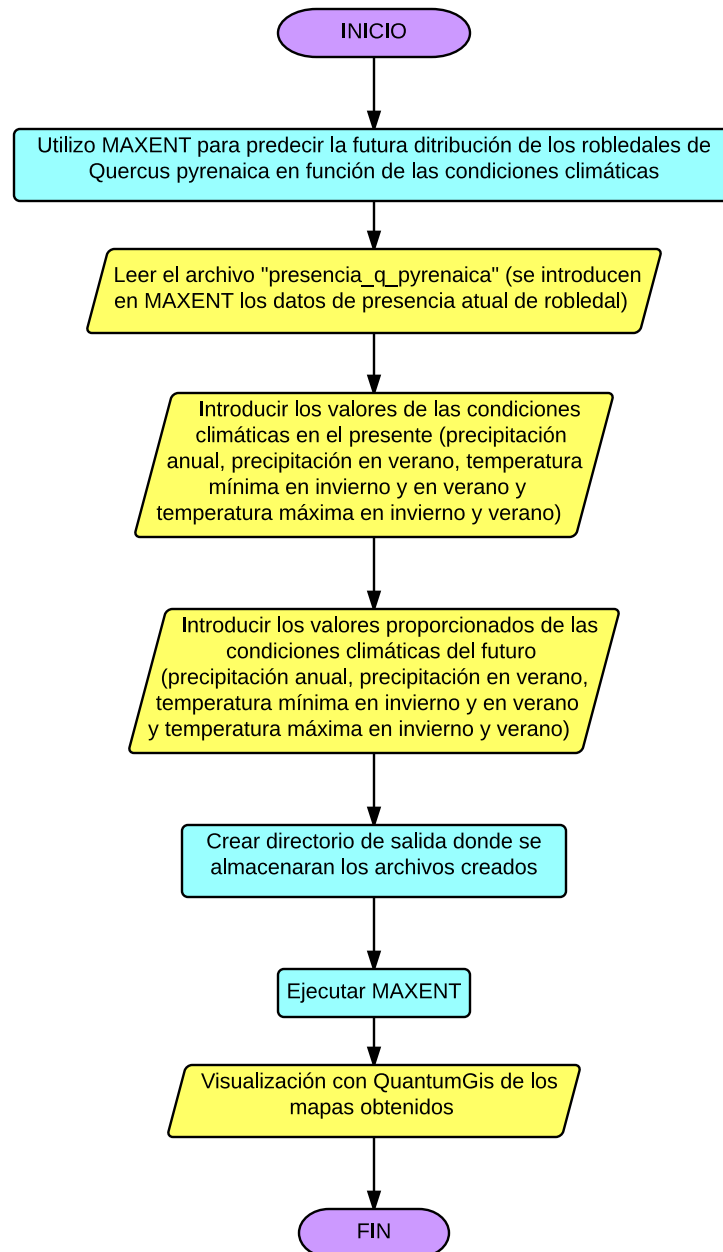 INICIO
Utilizo MAXENT para predecir la futura ditribución de los robledales de
Quercus pyrenaica en función de las condiciones climáticas
Leer el archivo "presencia_q_pyrenaica" (se introducen
en MAXENT los datos de presencia atual de robledal)
Introducir los valores de las condiciones
climáticas en el presente (precipitación
anual, precipitación en verano, temperatura
mínima en invierno y en verano y
temperatura máxima en invierno y verano)
Introducir los valores proporcionados de las
condiciones climáticas del futuro
(precipitación anual, precipitación en verano,
temperatura mínima en invierno y en verano
y temperatura máxima en invierno y verano)
Crear directorio de salida donde se
almacenaran los archivos creados
Ejecutar MAXENT
Visualización con QuantumGis de los
mapas obtenidos
FIN